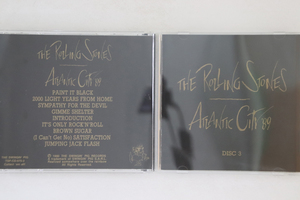 The Rolling Stones
Atlantic City '89
PAINT IT BLACK
2000 LIGHT YEARS FROM HOME
SYMPATHY FOR THE DEVIL
GIMME SHELTER
INTRODUCTION
IT'S ONLY ROCK'N'ROLL
BROWN SUGAR
(I Can't Get No) SATISFACTION
JUMPING JACK FLASH
The Rolling Stones
Atlantic City '89
DISC 3